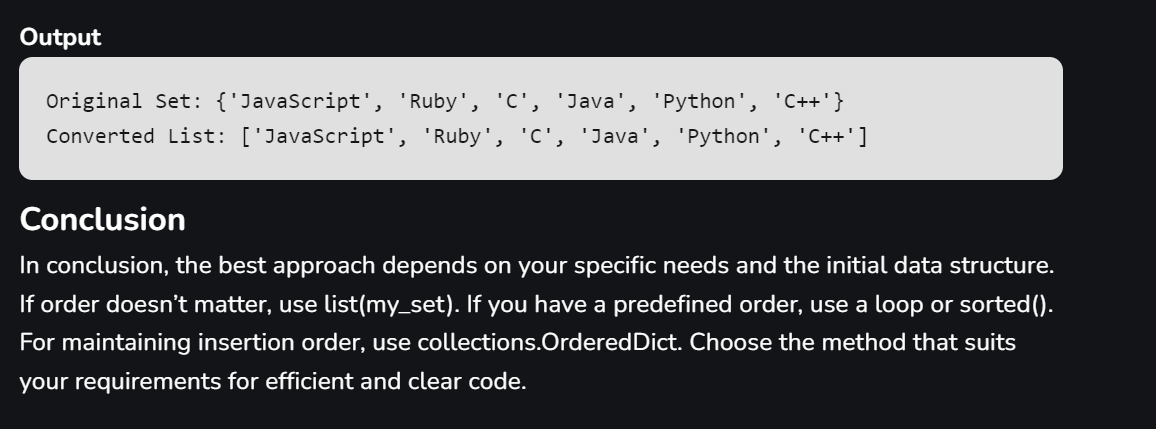 Output
Original Set: {'JavaScript', 'Ruby', 'C', 'Java', 'Python', 'C++'}
Converted List: ['JavaScript', 'Ruby', 'C', 'Java', 'Python', 'C++']
Conclusion
In conclusion, the best approach depends on your specific needs and the initial data structure.
If order doesn’t matter, use list(my_set). If you have a predefined order, use a loop or sorted().
For maintaining insertion order, use collections.OrderedDict. Choose the method that suits
your requirements for efficient and clear code.